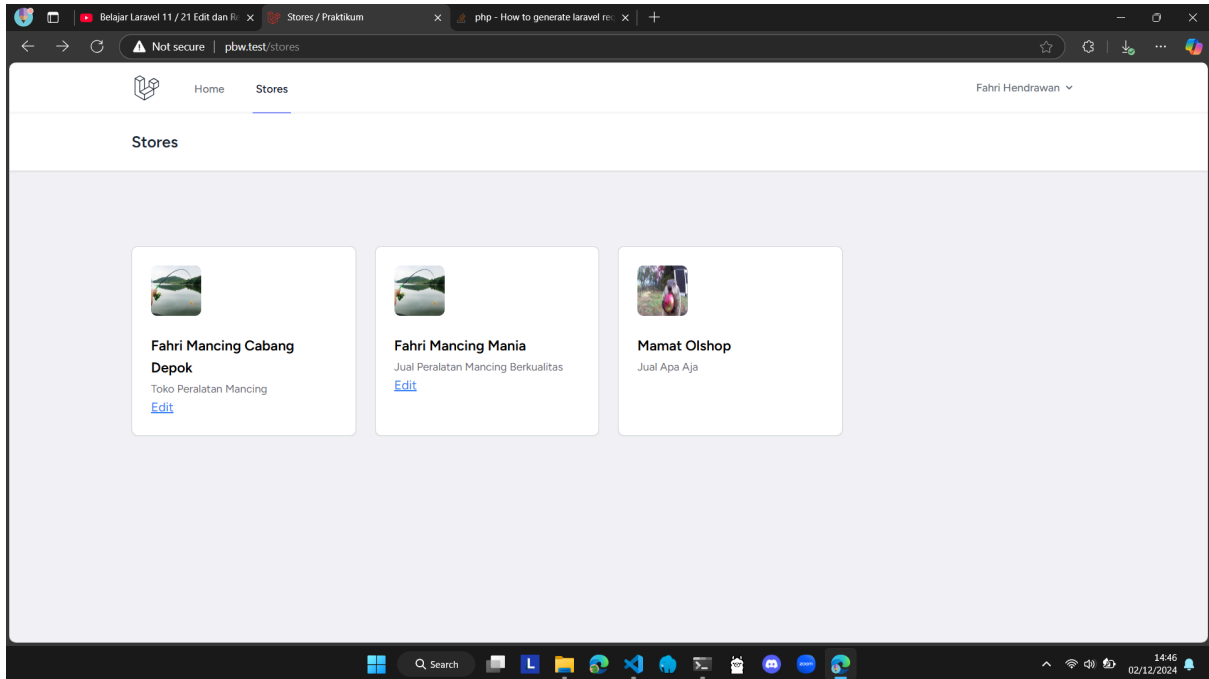 Belajar Laravel 11 / 21 Edit dan Re
Stores / Praktikum
php - How to generate laravel rec
Not secure | pbw.test/stores
Home Stores Fahri Hendrawan
Stores
Fahri Mancing Cabang
Depok
Toko Peralatan Mancing
Edit
Fahri Mancing Mania
Jual Peralatan Mancing Berkualitas
Edit
Mamat Olshop
Jual Apa Aja
Search
L
zoom
14:46
02/12/2024